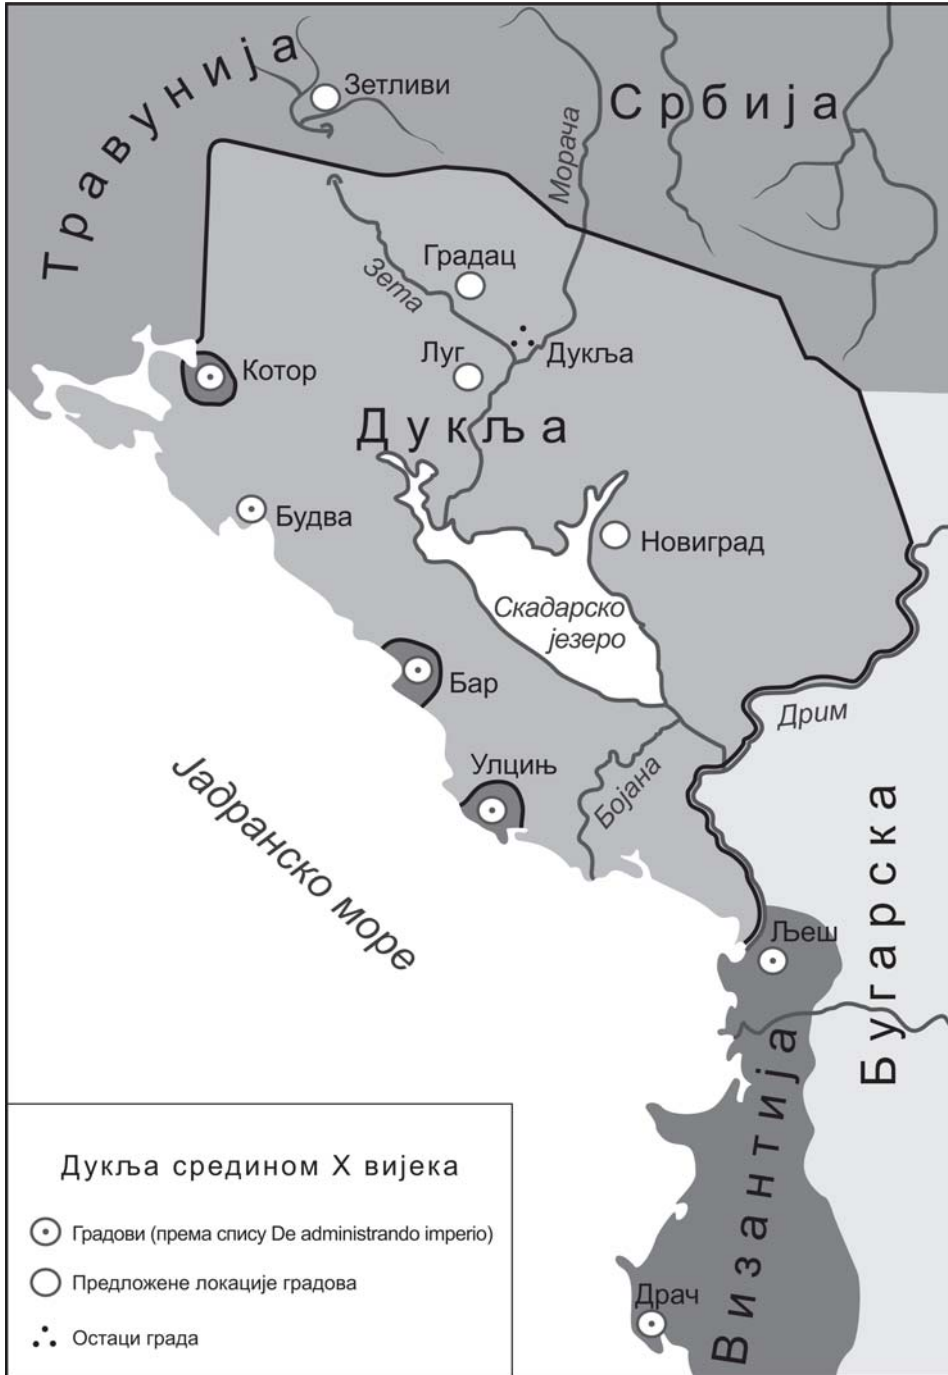 Травунија
Зетливи
Србија
Морача
Градац
Зета
Луг
Дукља
Котор
Дукља
Будва
Новиград
Скадарско
језеро
Бар
Дрим
Улцињ
Бојана
Јадранско море
Љеш
Бугарска
Византија
Драч
Дукља средином X вијека
Градови (према спису De administrando imperio)
Предложене локације градова
Остаци града